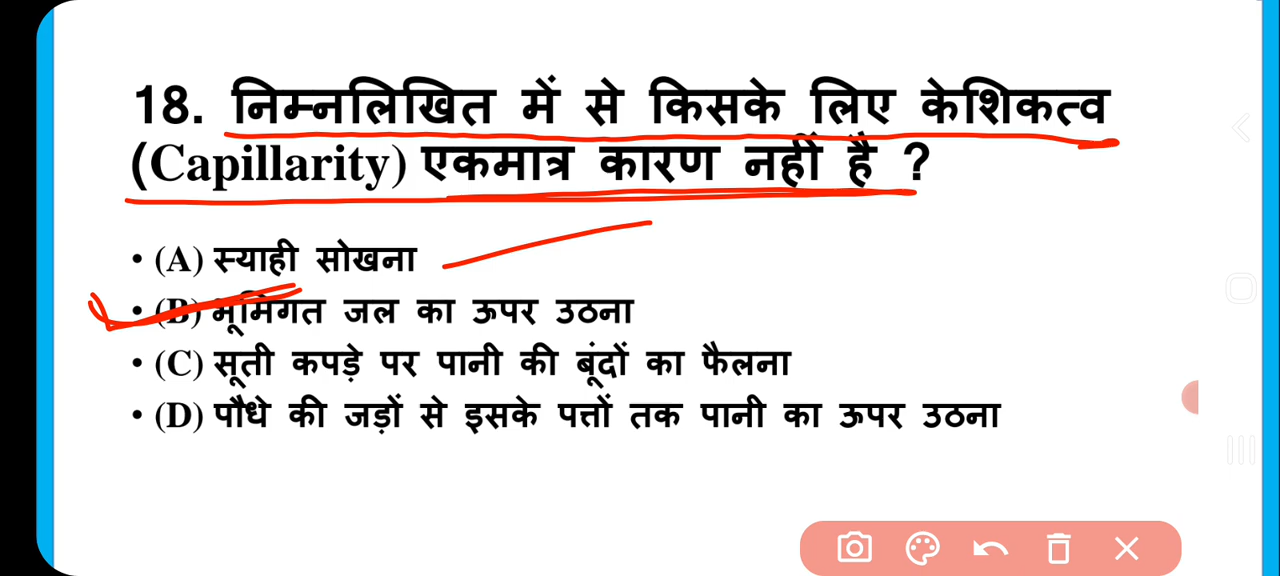 18. निम्नलिखित में से किसके लिए केशिकत्व
(Capillarity) एकमात्र कारण नहीं है ?
• (A) स्याही सोखना
• (B) भूमिगत जल का ऊपर उठना
• (C) सूती कपड़े पर पानी की बूंदों का फैलना
• (D) पौधे की जड़ों से इसके पत्तों तक पानी का ऊपर उठना